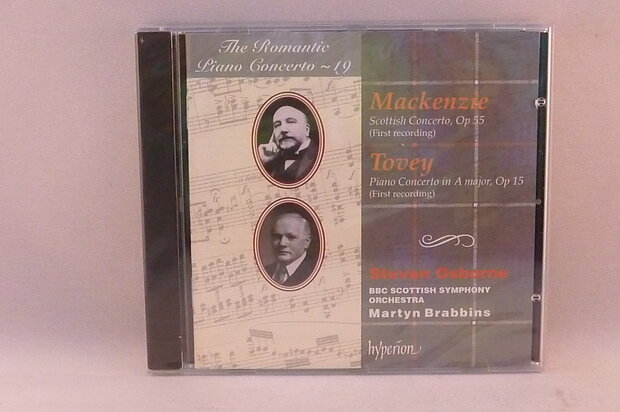 The Romantic
Piano Concerto ~ 19
Mackenzie
Scottish Concerto, Op 55
(First recording)
Tovey
Piano Concerto in A major, Op 15
(First recording)
Steven Osborne
BBC SCOTTISH SYMPHONY
ORCHESTRA
Martyn Brabbins
hyperion